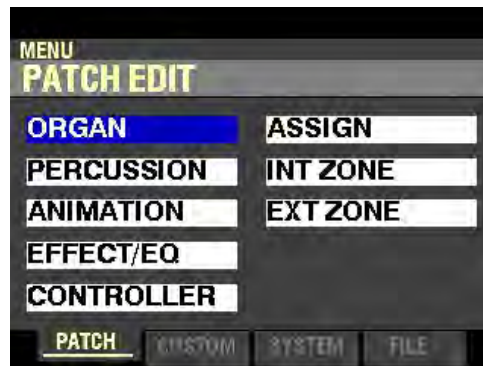 MENU
PATCH EDIT
ORGAN
ASSIGN
PERCUSSION
INT ZONE
ANIMATION
EXT ZONE
EFFECT/EQ
CONTROLLER
PATCH CUSTOM SYSTEM FILE